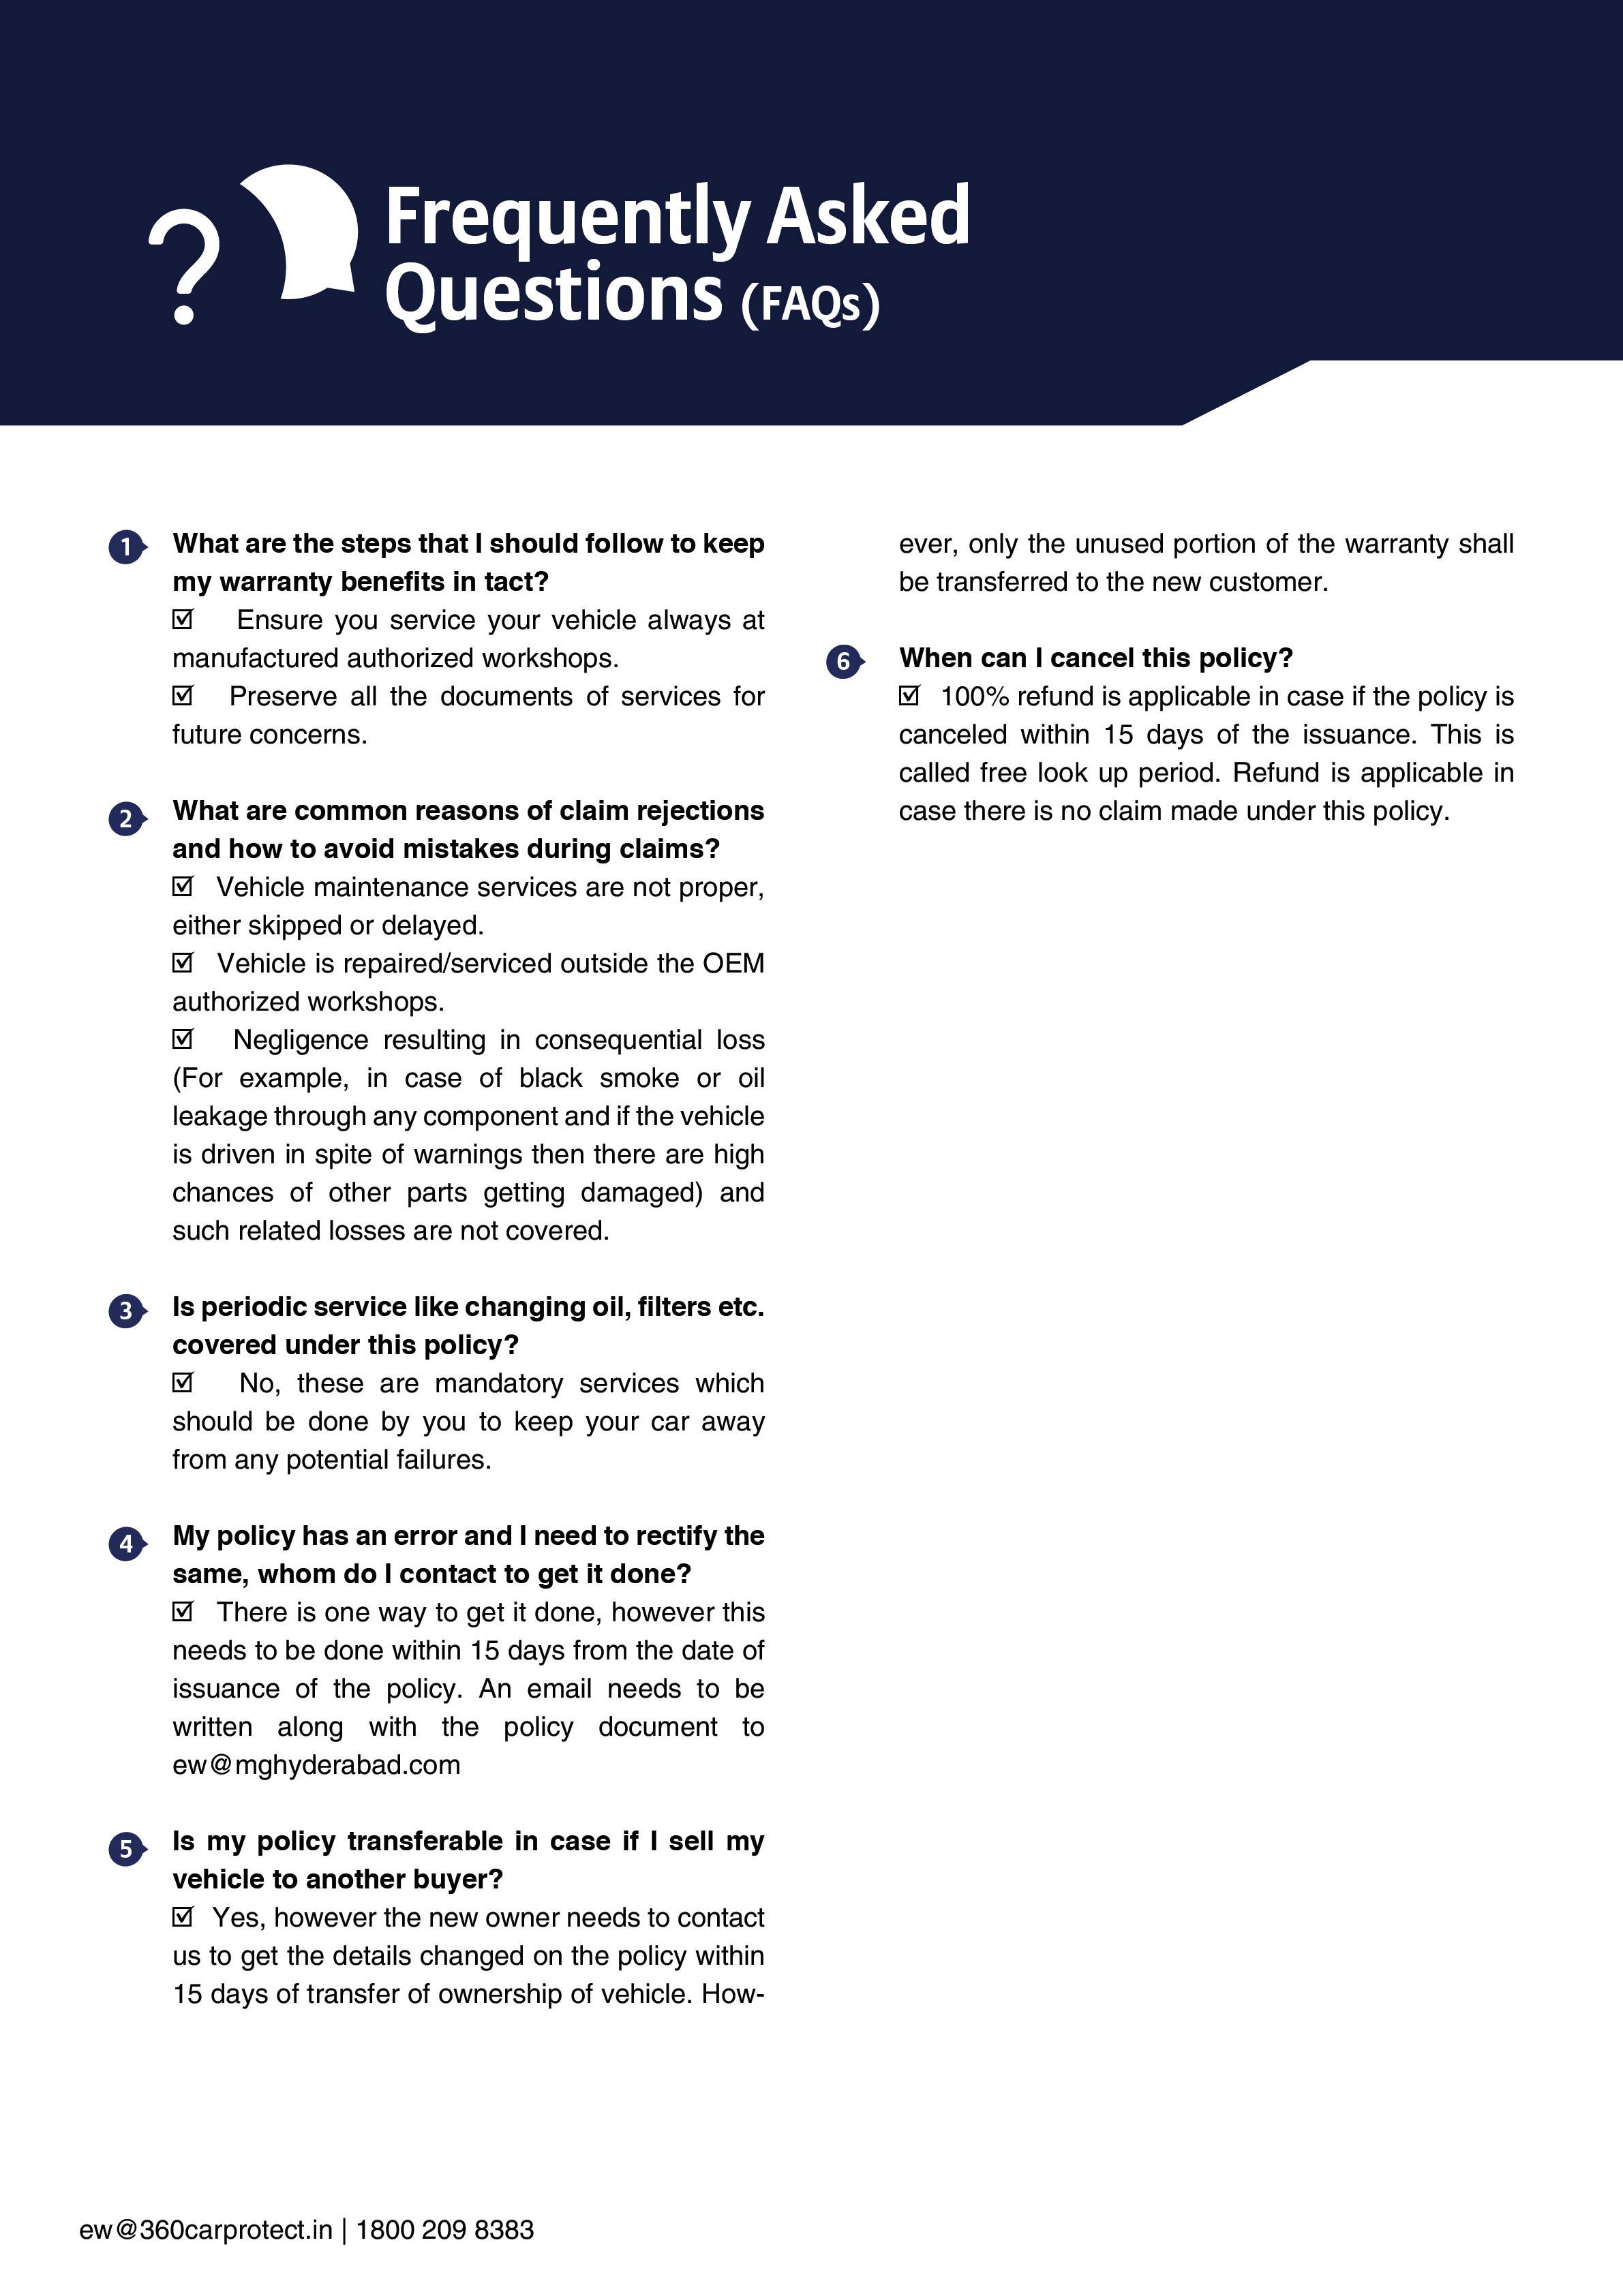 Frequently Asked
Questions (FAQs)
1
What are the steps that I should follow to keep
my warranty benefits in tact?
☑ Ensure you service your vehicle always at
manufactured authorized workshops.
☑ Preserve all the documents of services for
future concerns.
2
What are common reasons of claim rejections
and how to avoid mistakes during claims?
☑ Vehicle maintenance services are not proper,
either skipped or delayed.
☑ Vehicle is repaired/serviced outside the OEM
authorized workshops.
☑ Negligence resulting in consequential loss
(For example, in case of black smoke or oil
leakage through any component and if the vehicle
is driven in spite of warnings then there are high
chances of other parts getting damaged) and
such related losses are not covered.
3
Is periodic service like changing oil, filters etc.
covered under this policy?
☑ No, these are mandatory services which
should be done by you to keep your car away
from any potential failures.
4
My policy has an error and I need to rectify the
same, whom do I contact to get it done?
☑ There is one way to get it done, however this
needs to be done within 15 days from the date of
issuance of the policy. An email needs to be
written along with the policy document to
ew@mghyderabad.com
5
Is my policy transferable in case if I sell my
vehicle to another buyer?
☑ Yes, however the new owner needs to contact
us to get the details changed on the policy within
15 days of transfer of ownership of vehicle. How-
ever, only the unused portion of the warranty shall
be transferred to the new customer.
6
When can I cancel this policy?
☑ 100% refund is applicable in case if the policy is
canceled within 15 days of the issuance. This is
called free look up period. Refund is applicable in
case there is no claim made under this policy.
ew@360carprotect.in | 1800 209 8383